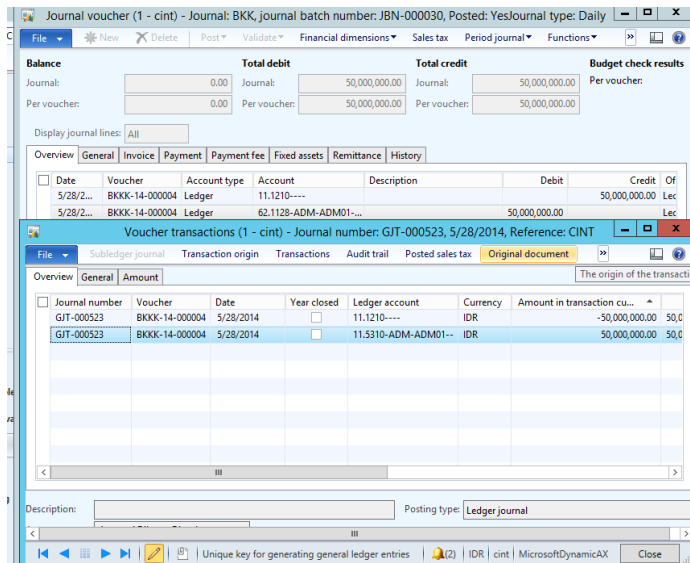 Journal voucher (1 - cint) - Journal: BKK, journal batch number: JBN-000030, Posted: YesJournal type: Daily
File New Delete Post Validate Financial dimensions Sales tax Period journal Functions »
Balance Total debit Total credit Budget check results
Journal: 0.00 Journal: 50,000,000.00 Journal: 50,000,000.00 Per voucher:
Per voucher: 0.00 Per voucher: 50,000,000.00 Per voucher: 50,000,000.00
Display journal lines: All
Overview General Invoice Payment Payment fee Fixed assets Remittance History
Date Voucher Account type Account Description Debit Credit Of
5/28/2... BKKK-14-000004 Ledger 11.1210---- 50,000,000.00 Lec
5/28/2... BKKK-14-000004 Ledger 62.1128-ADM-ADM01-... 50,000,000.00 Lec
Voucher transactions (1 - cint) - Journal number: GJT-000523, 5/28/2014, Reference: CINT
File Subledger journal Transaction origin Transactions Audit trail Posted sales tax Original document »
Overview General Amount The origin of the transacti
Journal number Voucher Date Year closed Ledger account Currency Amount in transaction cu...
GJT-000523 BKKK-14-000004 5/28/2014 11.1210---- IDR -50,000,000.00 50,0
GJT-000523 BKKK-14-000004 5/28/2014 11.5310-ADM-ADM01-- IDR 50,000,000.00 50,0
Description: Posting type: Ledger journal
Unique key for generating general ledger entries (2) IDR cint MicrosoftDynamicAX Close